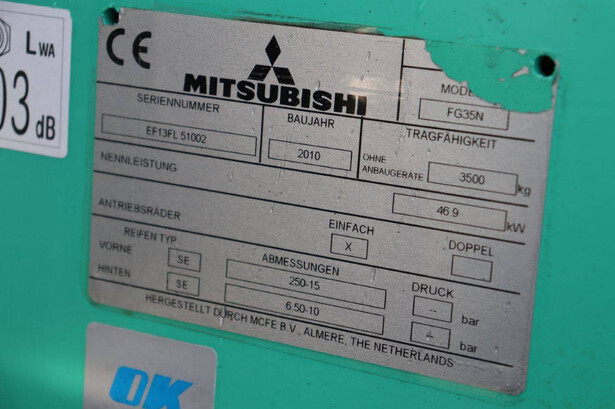 LWA
03 dB
CE
MITSUBISHI
MODE
FG35N
SERIENNUMMER
EF13FL 51002
BAUJAHR
2010
TRAGFÄHIGKEIT
OHNE ANBAUGERÄTE
3500 kg
NENNLEISTUNG
46.9 kW
ANTRIEBSRÄDER
EINFACH
X
DOPPEL
REIFEN TYP
ABMESSUNGEN
DRUCK
VORNE SE 250-15 -- bar
HINTEN SE 6.50-10 -- bar
HERGESTELLT DURCH MCFE B.V., ALMERE, THE NETHERLANDS
OK